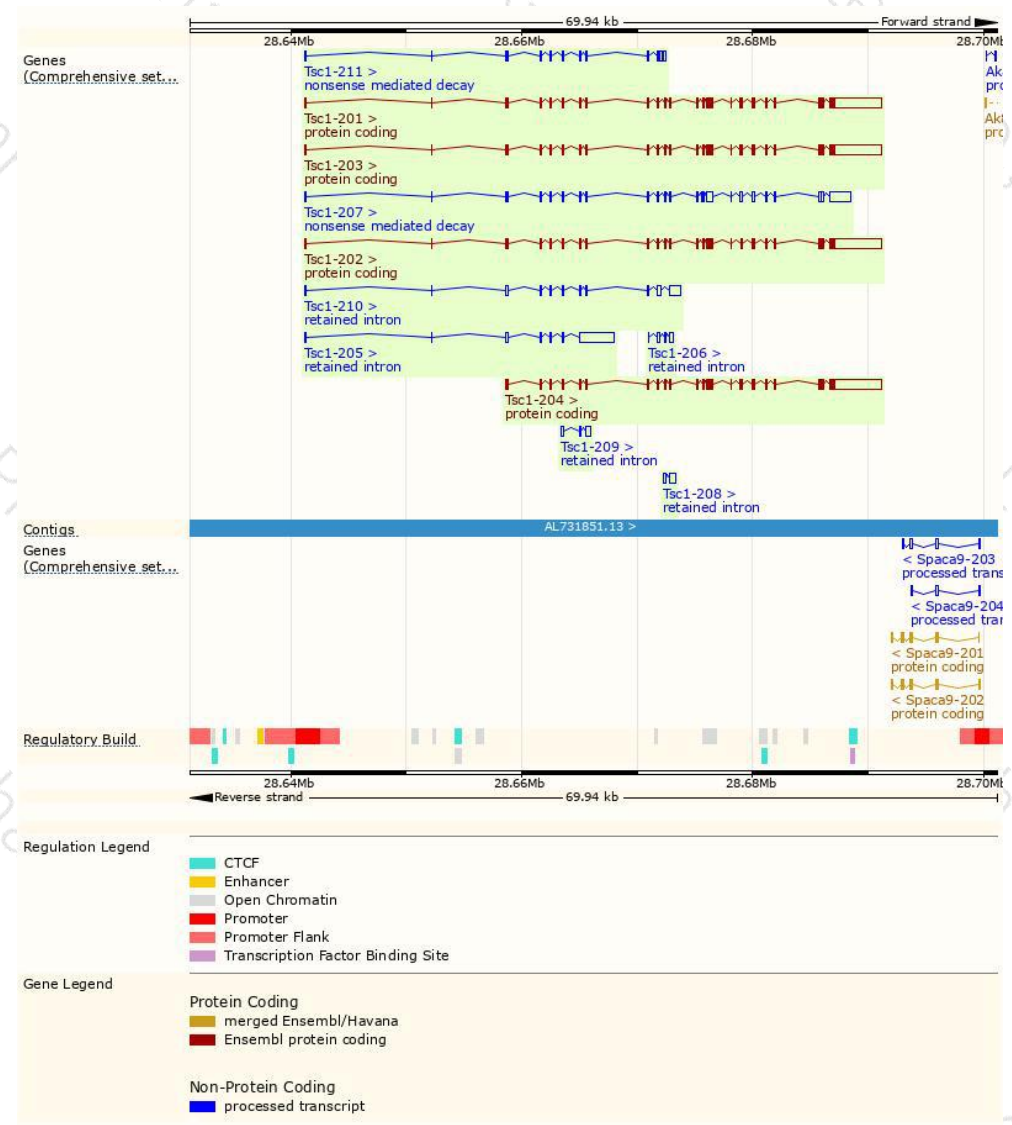 69.94 kb Forward strand
28.64Mb 28.66Mb 28.68Mb 28.70Mb
Genes
(Comprehensive set...
Tsc1-211 >
nonsense mediated decay
Ak
pro
Tsc1-201 >
protein coding
Ak
pro
Tsc1-203 >
protein coding
Tsc1-207 >
nonsense mediated decay
Tsc1-202 >
protein coding
Tsc1-210 >
retained intron
Tsc1-205 > Tsc1-206 >
retained intron retained intron
Tsc1-204 >
protein coding
Tsc1-209 >
retained intron
Tsc1-208 >
retained intron
Contigs AL731851.13 >
Genes
(Comprehensive set...
< Spaca9-203
processed trans
< Spaca9-204
processed tran
< Spaca9-201
protein coding
< Spaca9-202
protein coding
Regulatory Build
28.64Mb 28.66Mb 28.68Mb 28.70Mb
Reverse strand 69.94 kb
Regulation Legend
CTCF
Enhancer
Open Chromatin
Promoter
Promoter Flank
Transcription Factor Binding Site
Gene Legend
Protein Coding
merged Ensembl/Havana
Ensembl protein coding
Non-Protein Coding
processed transcript